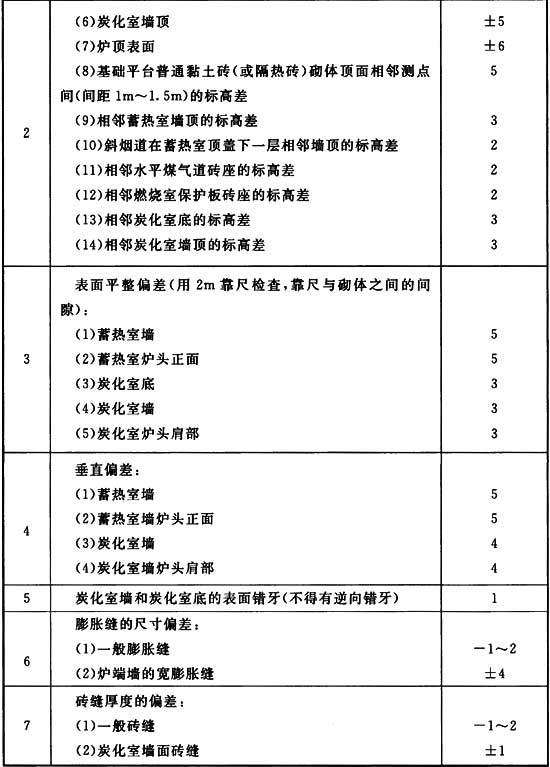 (6)炭化室墙顶 ±5
(7)炉顶表面 ±6
(8)基础平台普通黏土砖(或隔热砖)砌体顶面相邻测点 5
间(间距1m～1.5m)的标高差
2 (9)相邻蓄热室墙顶的标高差 3
(10)斜烟道在蓄热室顶盖下一层相邻墙顶的标高差 2
(11)相邻水平煤气道砖座的标高差 2
(12)相邻燃烧室保护板砖座的标高差 2
(13)相邻炭化室底的标高差 3
(14)相邻炭化室墙顶的标高差 3
表面平整偏差(用2m靠尺检查,靠尺与砌体之间的间
隙):
(1)蓄热室墙 5
3 (2)蓄热室炉头正面 5
(3)炭化室底 3
(4)炭化室墙 3
(5)炭化室炉头肩部 3
垂直偏差:
(1)蓄热室墙 5
(2)蓄热室墙炉头正面 5
4 (3)炭化室墙 4
(4)炭化室墙炉头肩部 4
5 炭化室墙和炭化室底的表面错牙(不得有逆向错牙) 1
膨胀缝的尺寸偏差:
6 (1)一般膨胀缝 －1～2
(2)炉端墙的宽膨胀缝 ±4
砖缝厚度的偏差:
7 (1)一般砖缝 －1～2
(2)炭化室墙面砖缝 ±1